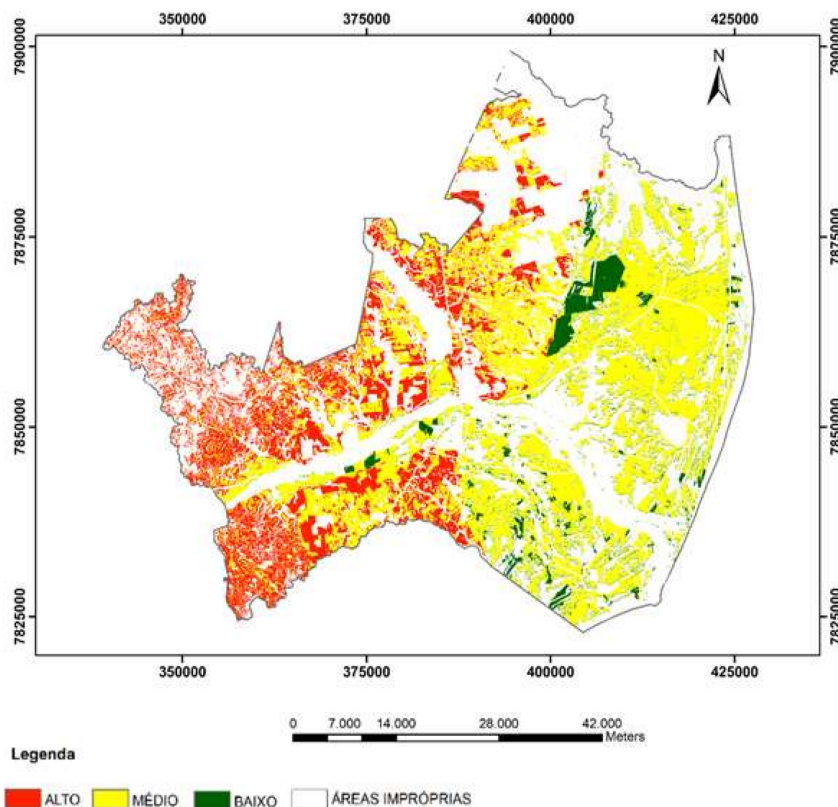 350000 375000 400000 425000
7900000 7900000
N
7875000 7875000
7850000 7850000
7825000 7825000
350000 375000 400000 425000
0 7.000 14.000 28.000 42.000
Meters
Legenda
ALTO MÉDIO BAIXO ÁREAS IMPRÓPRIAS